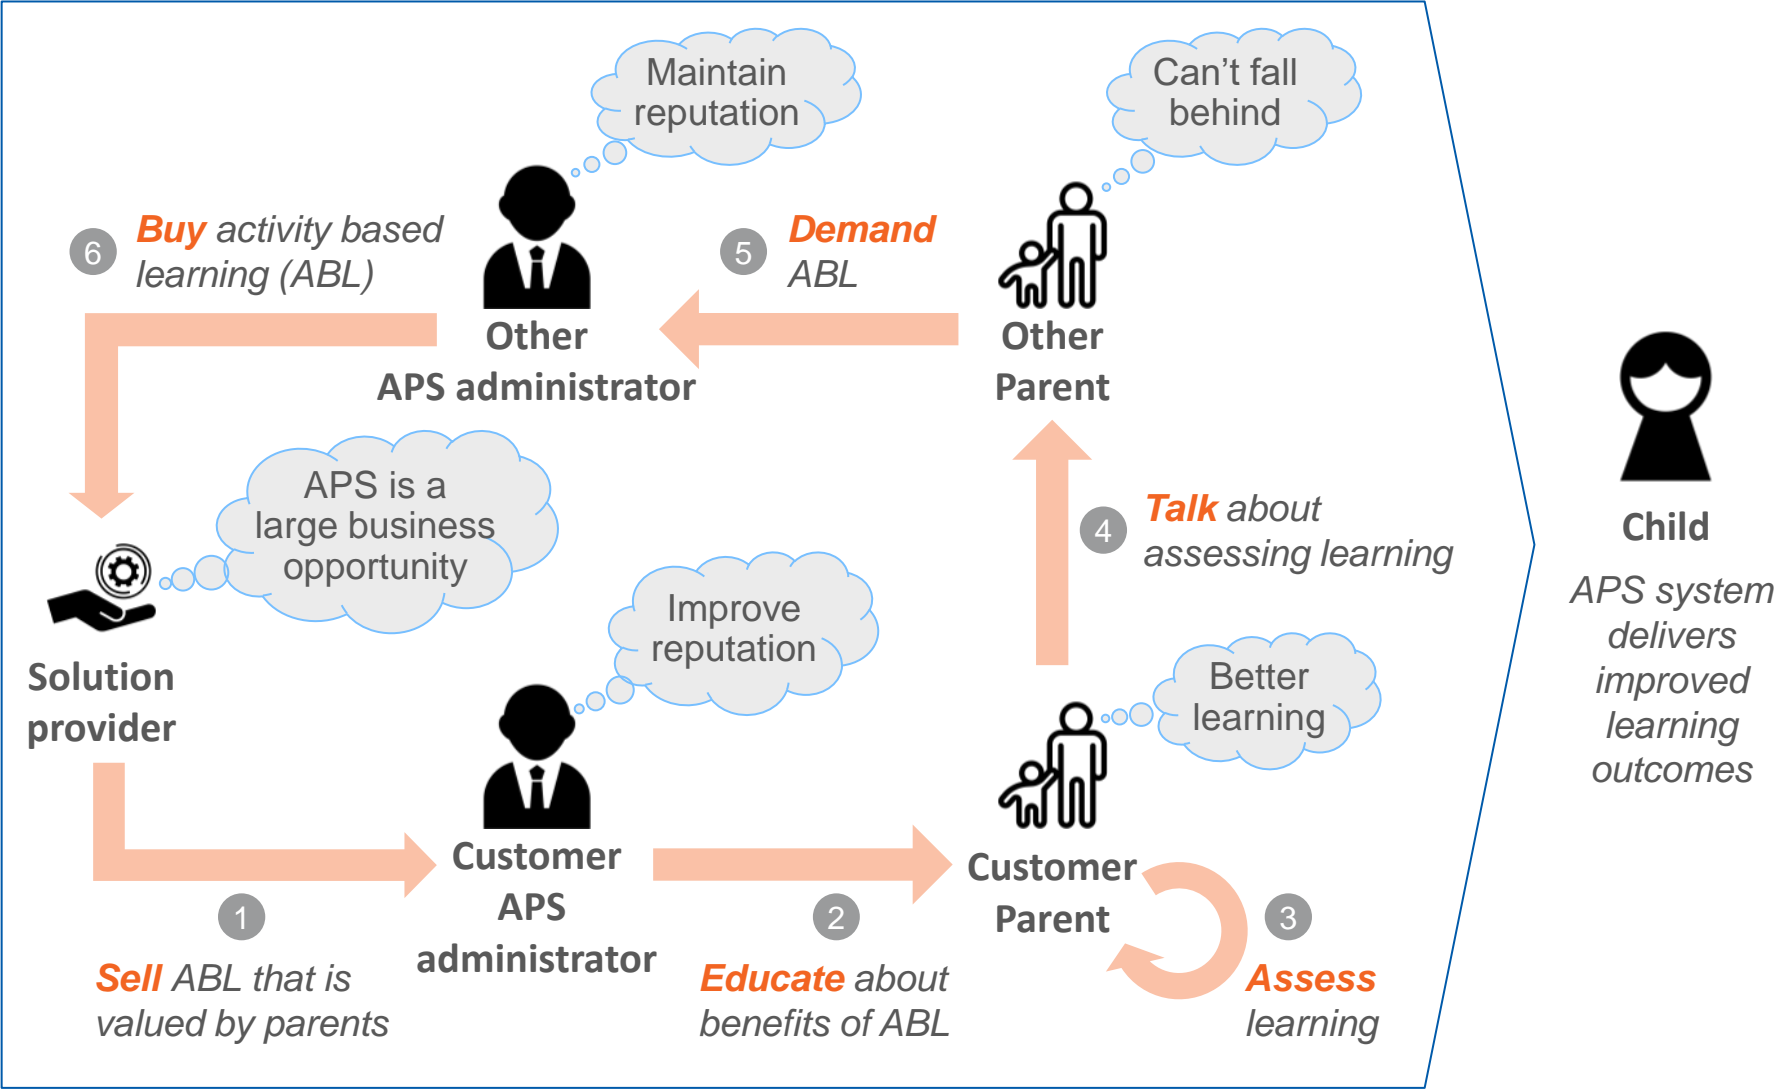 Maintain
reputation
Can't fall
behind
6
Buy activity based
learning (ABL)
5
Demand
ABL
Other
APS administrator
Other
Parent
APS is a
large business
opportunity
4
Talk about
assessing learning
Child
APS system
delivers
improved
learning
outcomes
Solution
provider
Improve
reputation
Better
learning
Customer
APS
administrator
Customer
Parent
1
Sell ABL that is
valued by parents
2
Educate about
benefits of ABL
3
Assess
learning